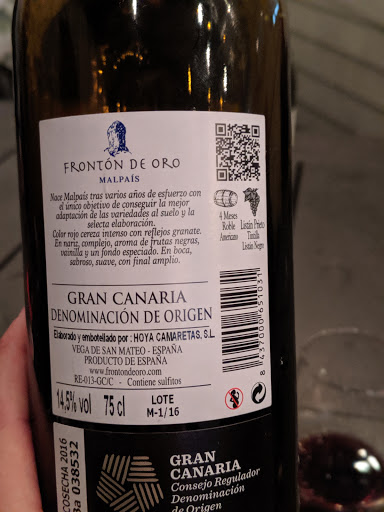 FRONTÓN DE ORO
MALPAÍS
Nace Malpaís tras varios años de esfuerzo con
el único objetivo de conseguir la mejor
adaptación de las variedades al suelo y la
selecta elaboración.
Color rojo cereza intenso con reflejos granate.
En nariz, complejo, aroma de frutas negras,
vainilla y un fondo especiado. En boca,
sabroso, suave, con final amplio.
4 Meses
Roble
Americano
Listán Prieto
Tintilla
Listán Negro
GRAN CANARIA
DENOMINACIÓN DE ORIGEN
Elaborado y embotellado por : HOYA CAMARETAS, S.L
VEGA DE SAN MATEO - ESPAÑA
PRODUCTO DE ESPAÑA
www.frontondeoro.com
RE-013-GC/C - Contiene sulfitos
14,5% vol 75 cl LOTE
M-1/16
8 437000 651031
COSECHA 2016
Sa 038532
GRAN
CANARIA
Consejo Regulador
Denominación
de Origen